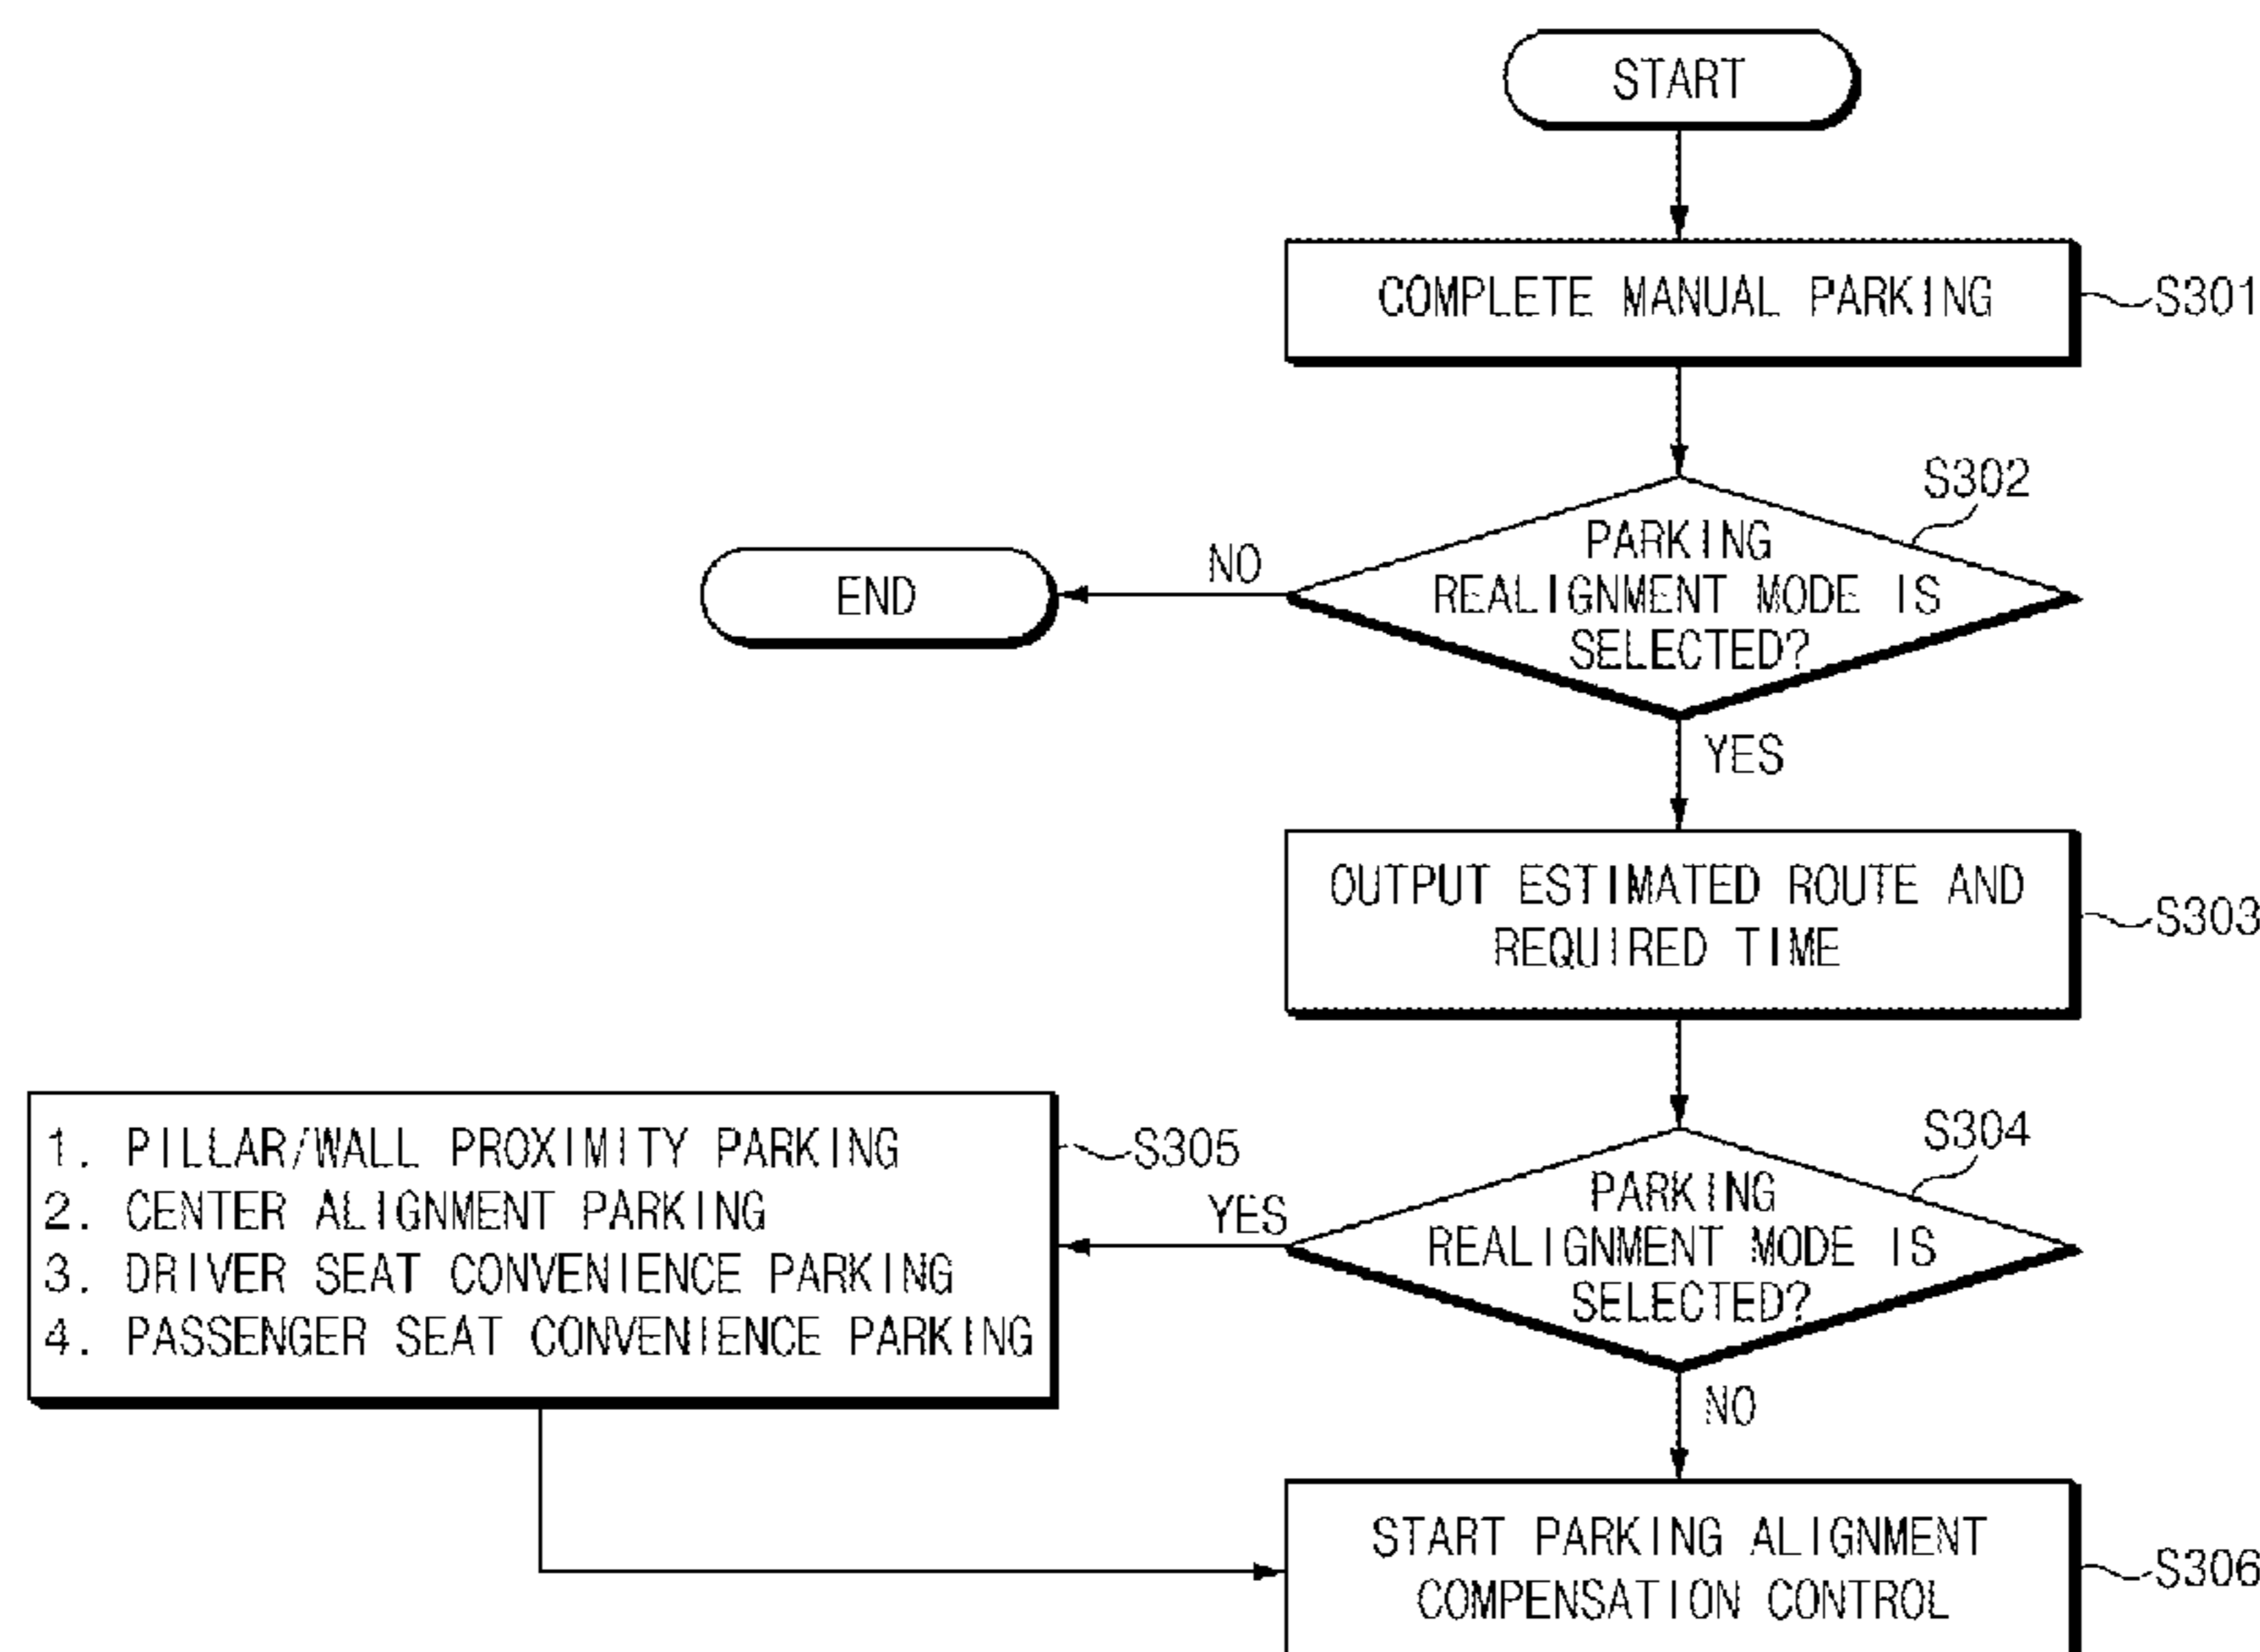 START
COMPLETE MANUAL PARKING
S301
S302
PARKING
REALIGNMENT MODE IS
SELECTED?
NO
END
YES
OUTPUT ESTIMATED ROUTE AND
REQUIRED TIME
S303
S304
PARKING
REALIGNMENT MODE IS
SELECTED?
YES
1. PILLAR/WALL PROXIMITY PARKING
2. CENTER ALIGNMENT PARKING
3. DRIVER SEAT CONVENIENCE PARKING
4. PASSENGER SEAT CONVENIENCE PARKING
S305
NO
START PARKING ALIGNMENT
COMPENSATION CONTROL
S306